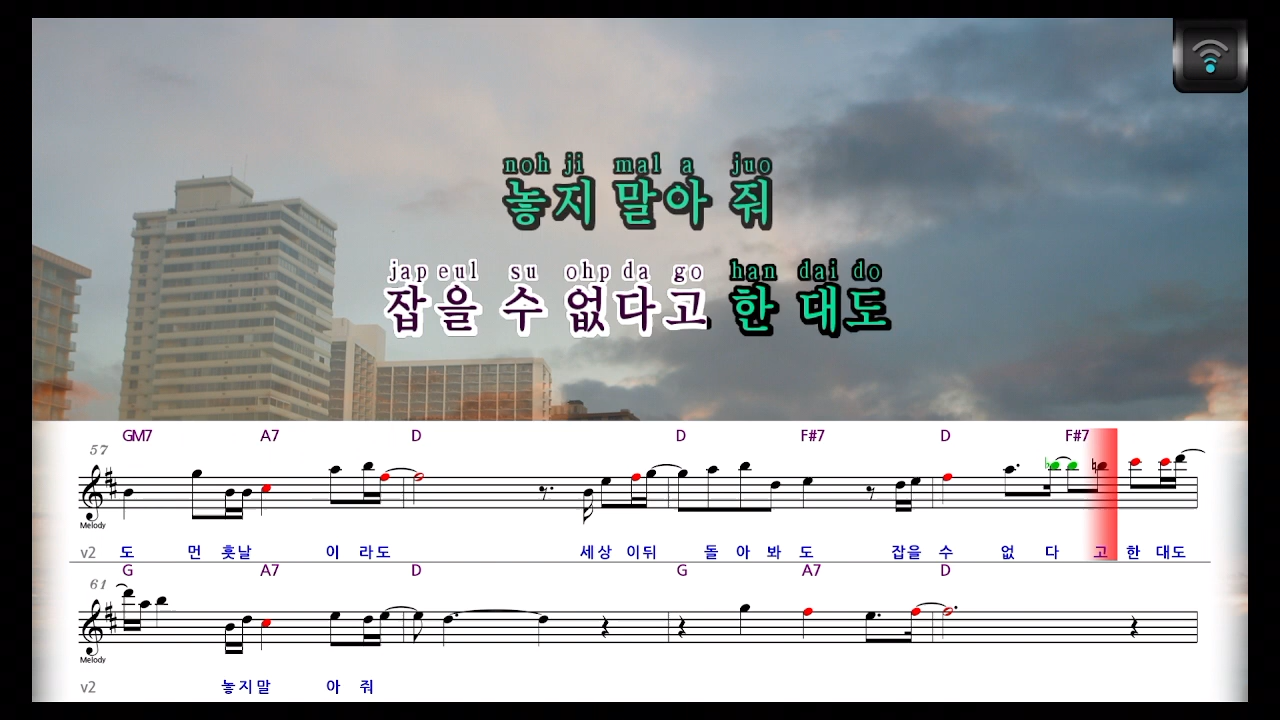 noh ji mal a juo
놓지 말아 줘
jap eul su ohp da go han dai do
잡을 수 없다고 한 대도
GM7 A7 D D F#7 D F#7
57
Melody
v2 도 먼 훗날 이 라도 세상 이뒤 돌 아 봐 도 잡을 수 없 다 고 한 대도
G A7 D G A7 D
61
Melody
v2 놓지말 아 줘